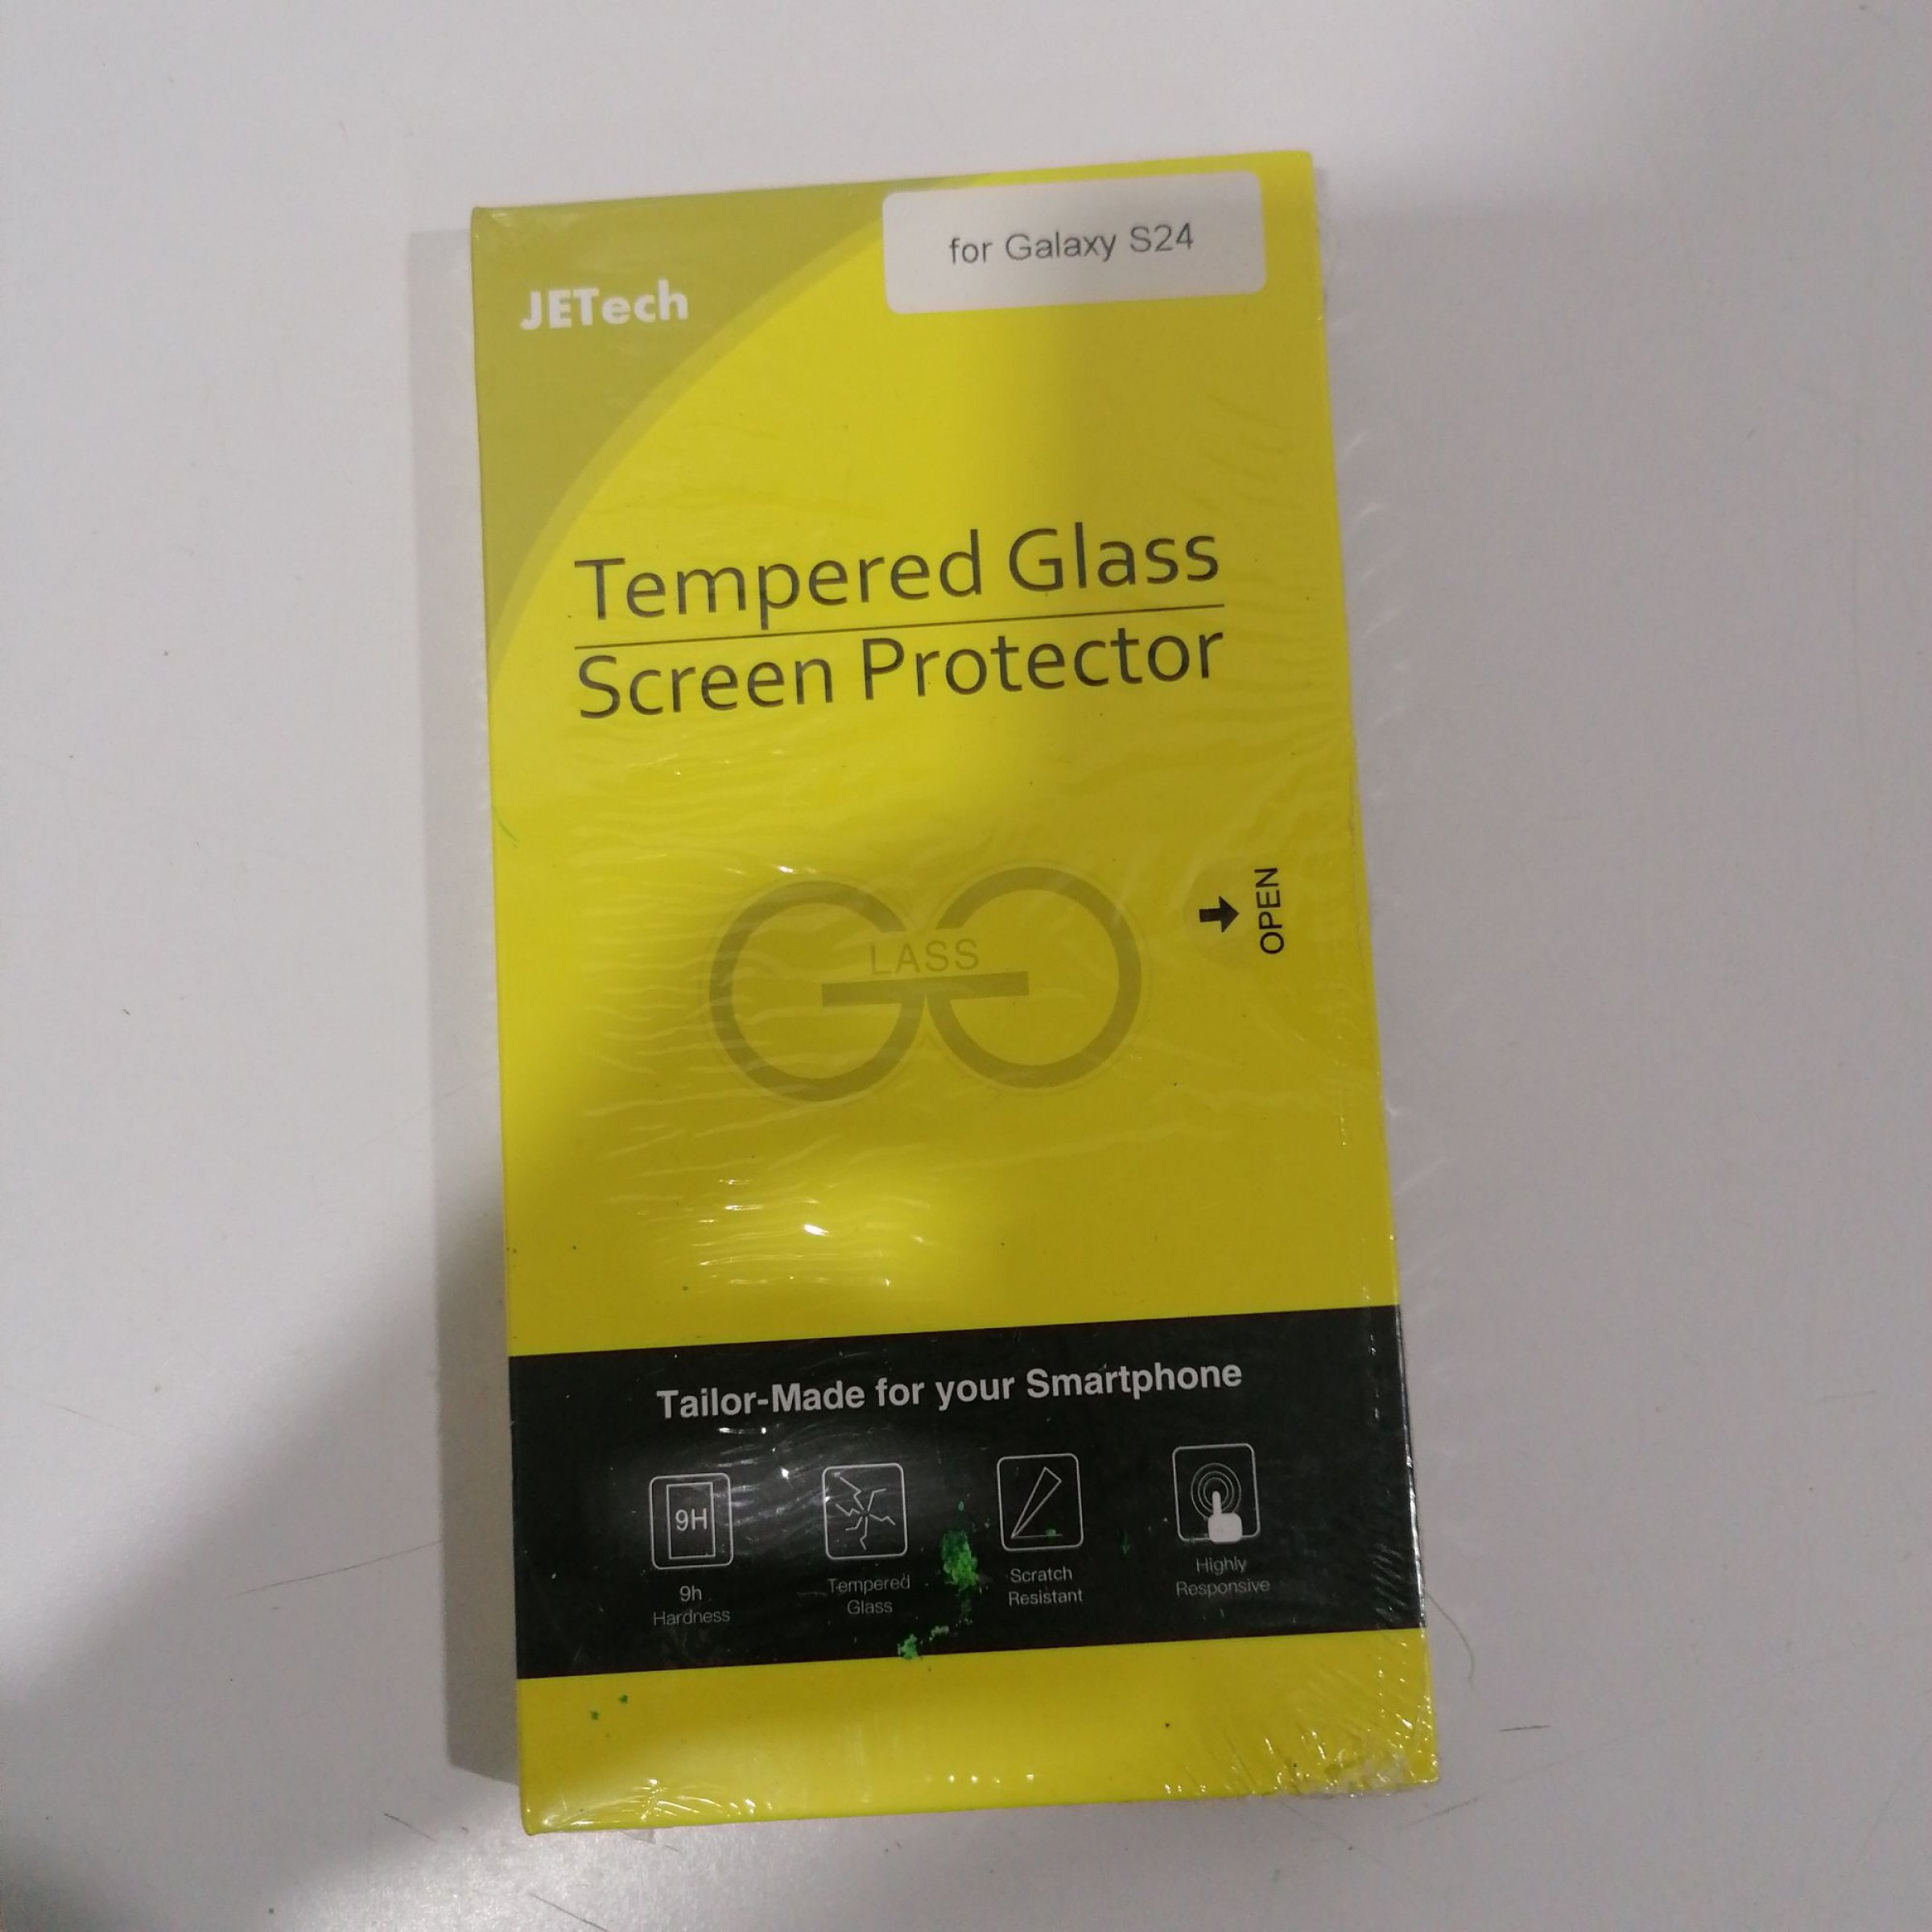 for Galaxy S24
JETech
Tempered Glass
Screen Protector
GLASS
OPEN
Tailor-Made for your Smartphone
9H
9h
Hardness
Tempered
Glass
Scratch
Resistant
Highly
Responsive